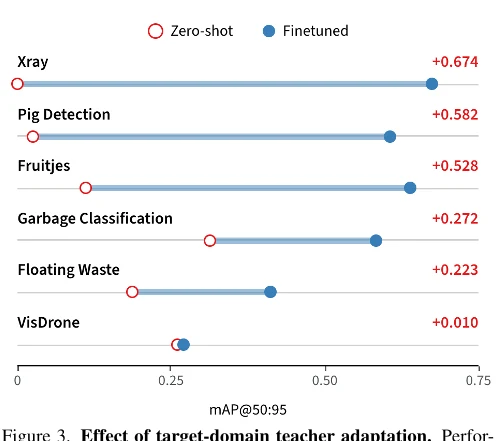 Zero-shot Finetuned
Xray +0.674
Pig Detection +0.582
Fruitjes +0.528
Garbage Classification +0.272
Floating Waste +0.223
VisDrone +0.010
0 0.25 0.50 0.75
mAP@50:95
Figure 3. Effect of target-domain teacher adaptation. Perfor-